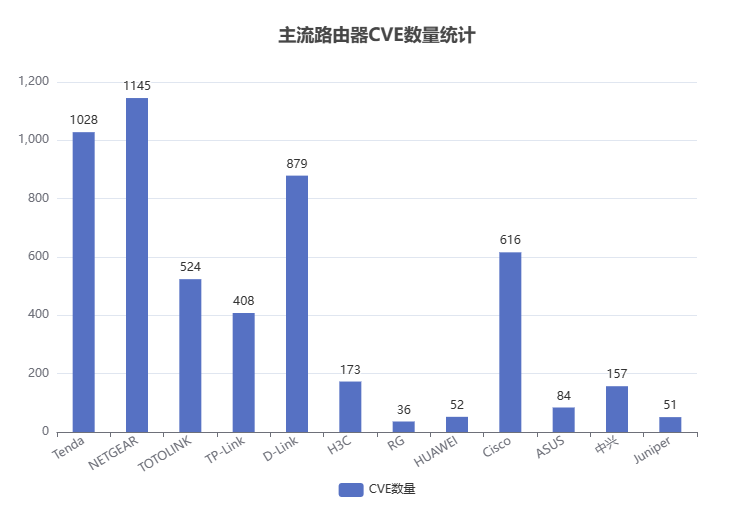 主流路由器CVE数量统计
1,200
1,000
800
600
400
200
0
1028
1145
524
408
879
173
36
52
616
84
157
51
Tenda
NETGEAR
TOTOLINK
TP-Link
D-Link
H3C
RG
HUAWEI
Cisco
ASUS
中兴
Juniper
CVE数量